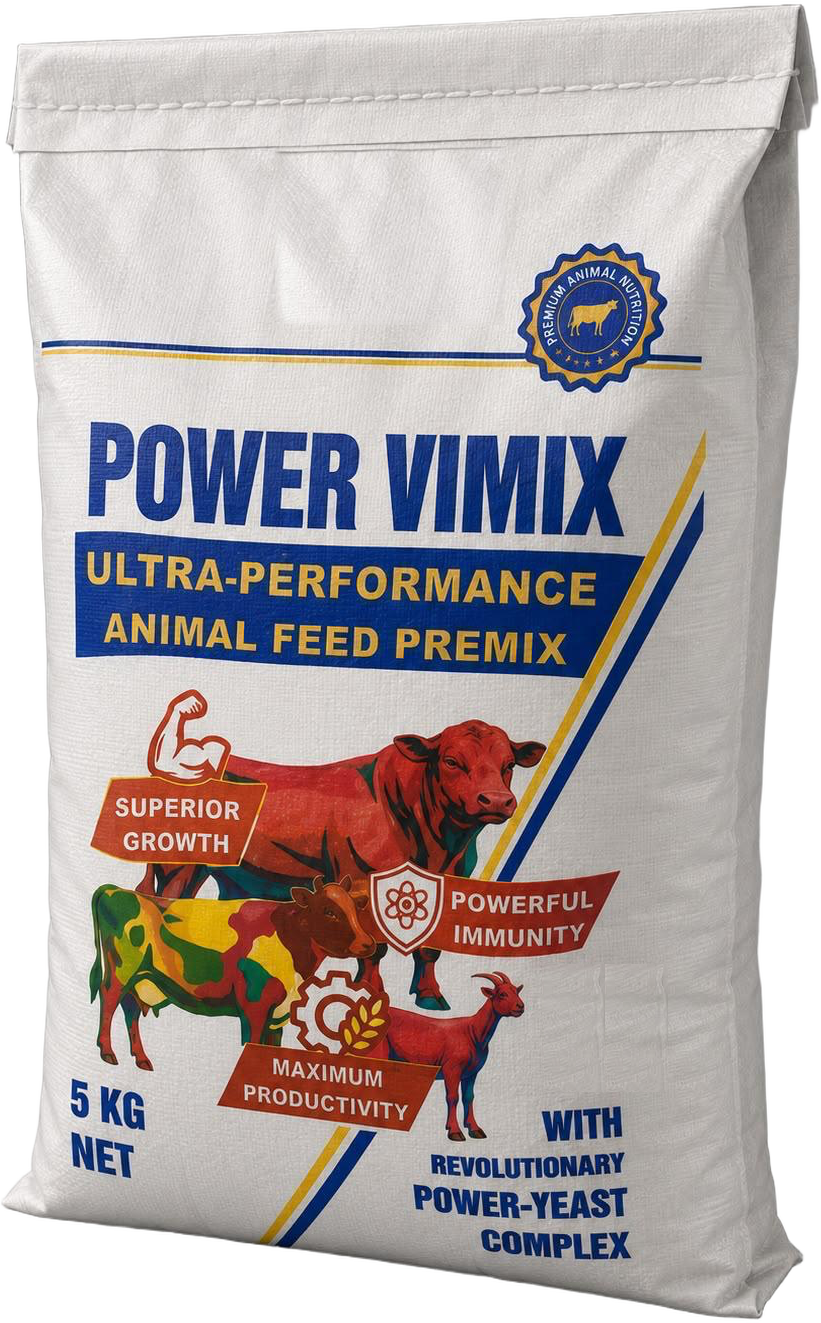 PREMIUM ANIMAL NUTRITION
POWER VIMIX
ULTRA-PERFORMANCE
ANIMAL FEED PREMIX
SUPERIOR
GROWTH
POWERFUL
IMMUNITY
MAXIMUM
PRODUCTIVITY
5 KG
NET
WITH
REVOLUTIONARY
POWER-YEAST
COMPLEX